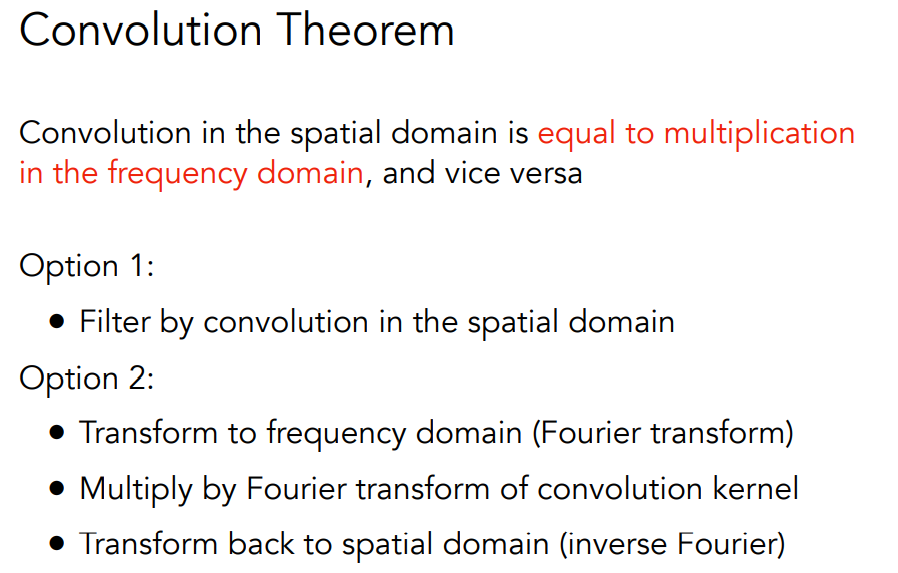 Convolution Theorem
Convolution in the spatial domain is equal to multiplication
in the frequency domain, and vice versa
Option 1:
• Filter by convolution in the spatial domain
Option 2:
• Transform to frequency domain (Fourier transform)
• Multiply by Fourier transform of convolution kernel
• Transform back to spatial domain (inverse Fourier)